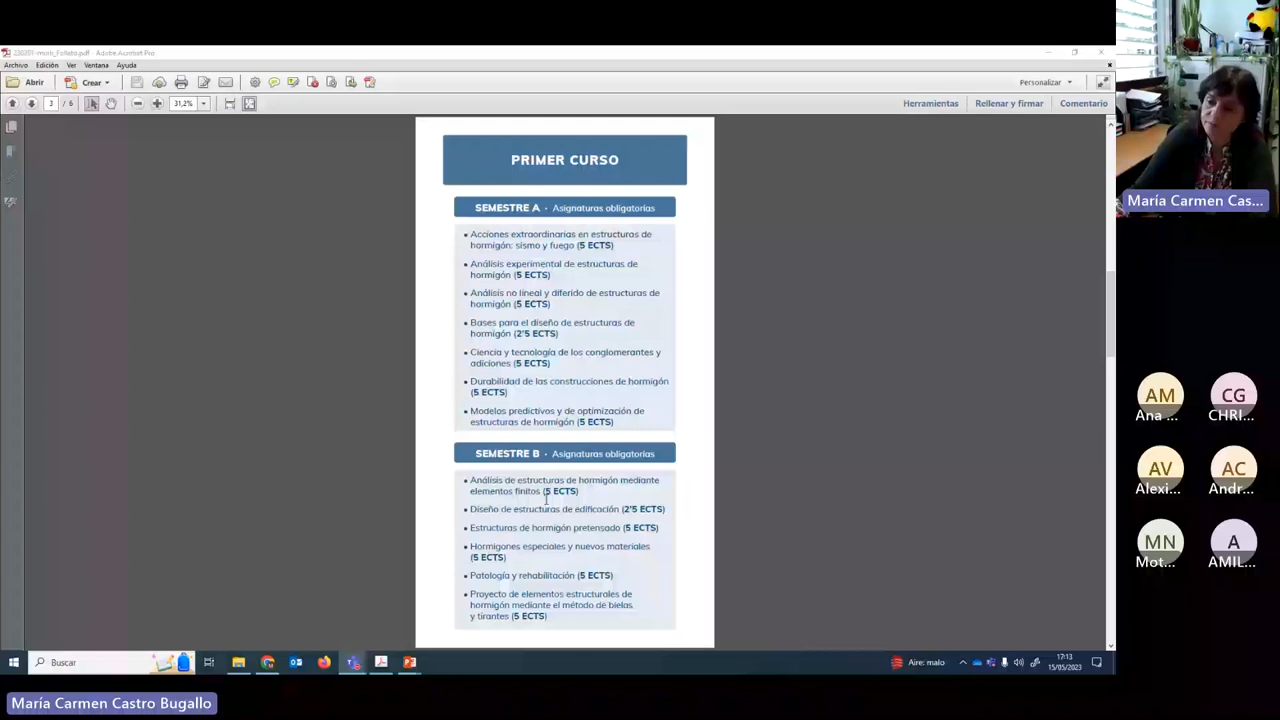 230201-muih_Folleto.pdf - Adobe Acrobat Pro
Archivo Edición Ver Ventana Ayuda
Abrir Crear Personalizar
3 / 6 31,2% Herramientas Rellenar y firmar Comentario
PRIMER CURSO
SEMESTRE A · Asignaturas obligatorias
• Acciones extraordinarias en estructuras de
hormigón: sismo y fuego (5 ECTS)
• Análisis experimental de estructuras de
hormigón (5 ECTS)
• Análisis no lineal y diferido de estructuras de
hormigón (5 ECTS)
• Bases para el diseño de estructuras de
hormigón (2'5 ECTS)
• Ciencia y tecnología de los conglomerantes y
adiciones (5 ECTS)
• Durabilidad de las construcciones de hormigón
(5 ECTS)
• Modelos predictivos y de optimización de
estructuras de hormigón (5 ECTS)
SEMESTRE B · Asignaturas obligatorias
• Análisis de estructuras de hormigón mediante
elementos finitos (5 ECTS)
• Diseño de estructuras de edificación (2'5 ECTS)
• Estructuras de hormigón pretensado (5 ECTS)
• Hormigones especiales y nuevos materiales
(5 ECTS)
• Patología y rehabilitación (5 ECTS)
• Proyecto de elementos estructurales de
hormigón mediante el método de bielas
y tirantes (5 ECTS)
Buscar
Aire: malo
17:13
15/05/2023
María Carmen Castro Bugallo
María Carmen Cas...
AM CG
Ana ... CHRI...
AV AC
Alexi... Andr...
MN A
Mot... AMIL...